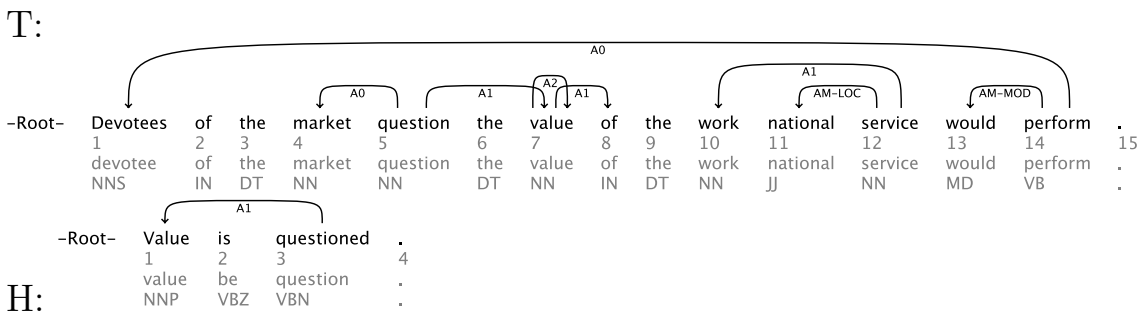 T:
A0
A2
A1
A0 A1 A1 AM-LOC AM-MOD
-Root- Devotees of the market question the value of the work national service would perform .
1 2 3 4 5 6 7 8 9 10 11 12 13 14 15
devotee of the market question the value of the work national service would perform .
NNS IN DT NN NN DT NN IN DT NN JJ NN MD VB .
A1
-Root- Value is questioned .
1 2 3 4
value be question .
NNP VBZ VBN .
H: